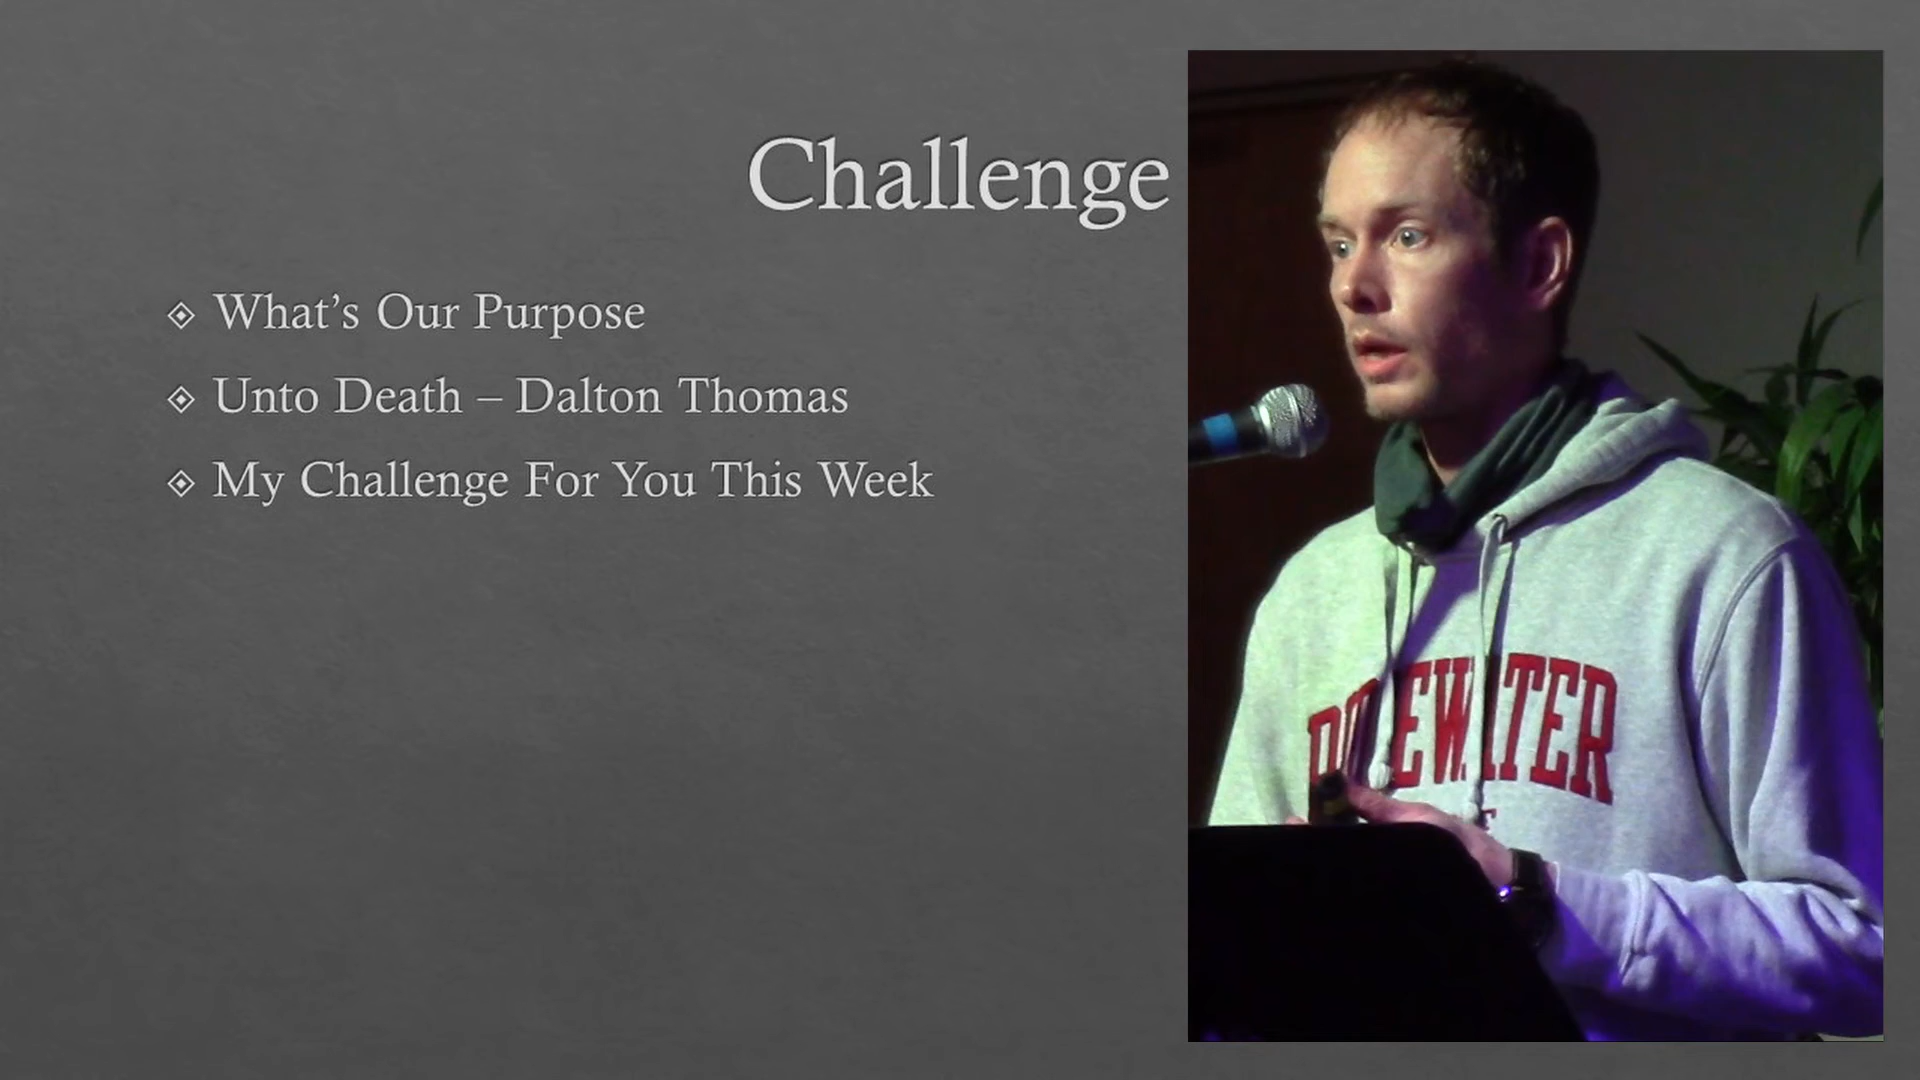 Challenge
What's Our Purpose
Unto Death – Dalton Thomas
My Challenge For You This Week